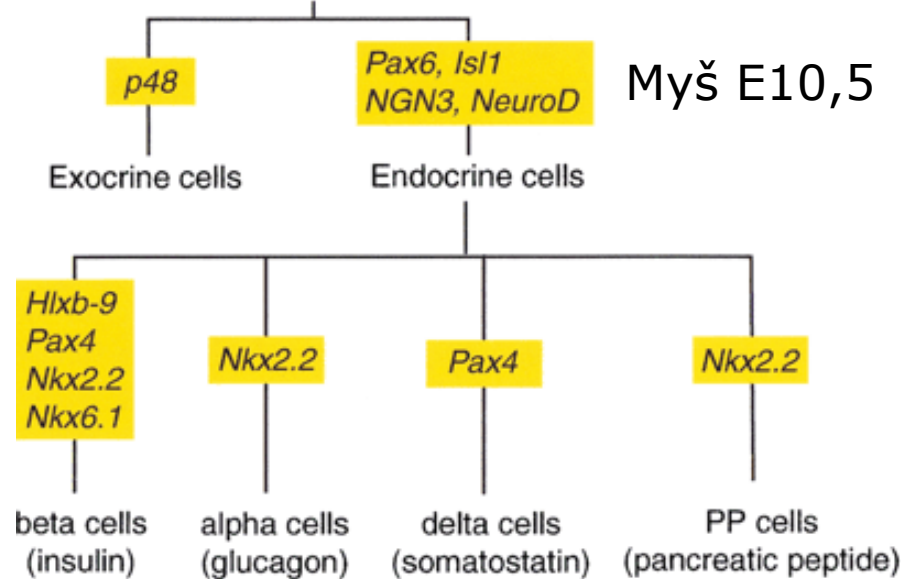 p48
Pax6, Isl1
NGN3, NeuroD
Myš E10,5
Exocrine cells
Endocrine cells
Hlxb-9
Pax4
Nkx2.2
Nkx6.1
Nkx2.2
Pax4
Nkx2.2
beta cells
(insulin)
alpha cells
(glucagon)
delta cells
(somatostatin)
PP cells
(pancreatic peptide)